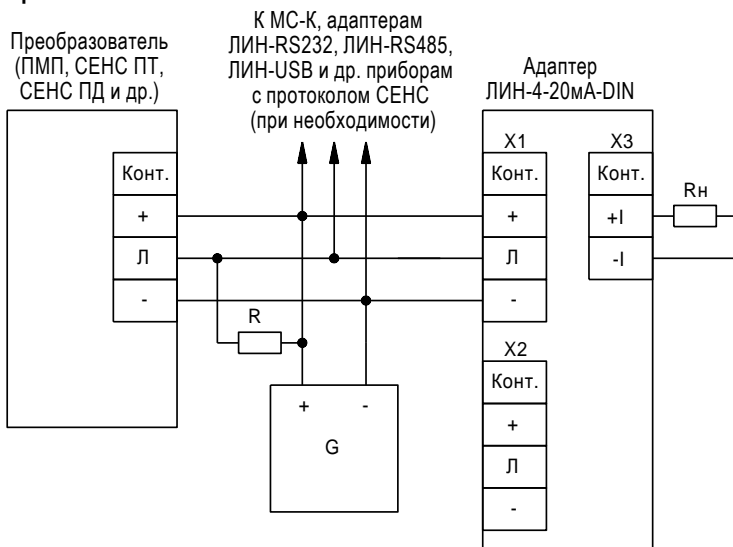 К МС-К, адаптерам
ЛИН-RS232, ЛИН-RS485,
ЛИН-USB и др. приборам
с протоколом СЕНС
(при необходимости)
Преобразователь
(ПМП, СЕНС ПТ,
СЕНС ПД и др.)
Адаптер
ЛИН-4-20мА-DIN
Конт.
+
Л
-
R
+ -
G
X1
Конт.
+
Л
-
X2
Конт.
+
Л
-
X3
Конт.
+I
-I
Rн